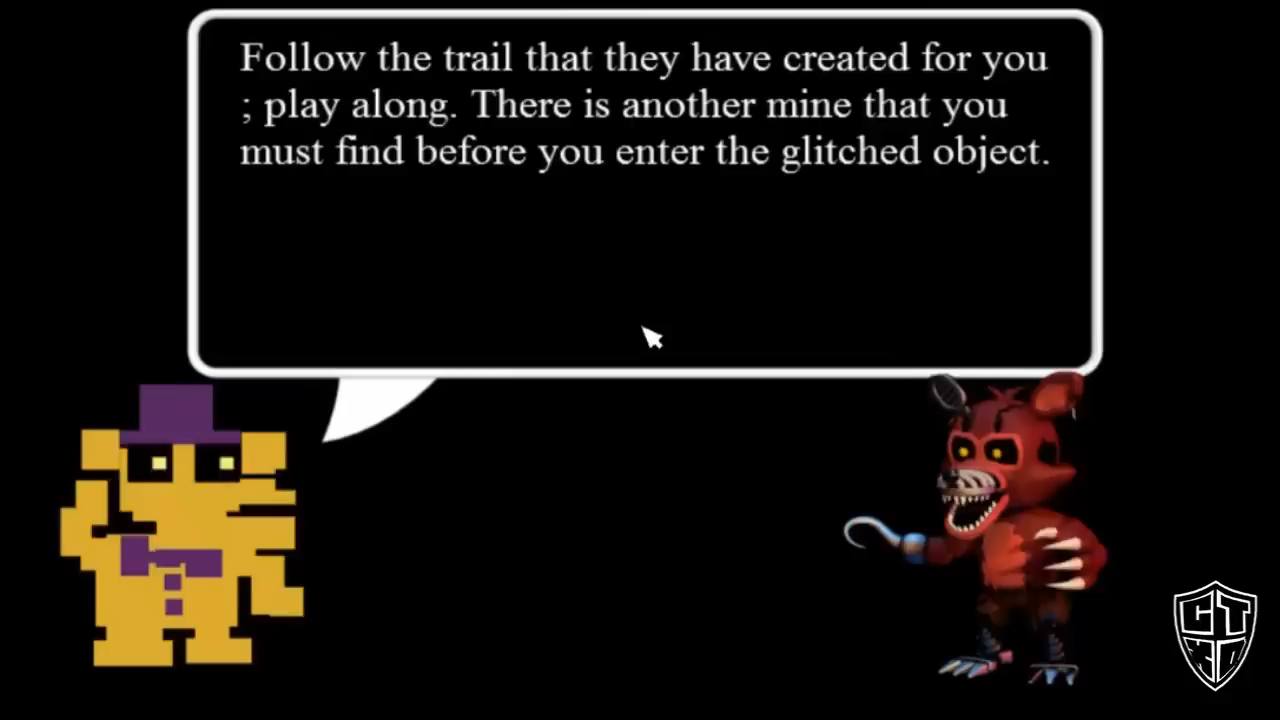 Follow the trail that they have created for you
; play along. There is another mine that you
must find before you enter the glitched object.
CT